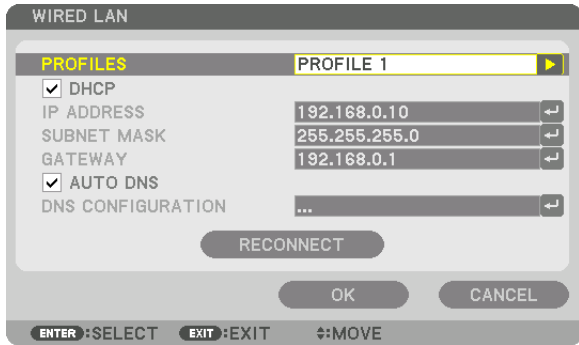 WIRED LAN
PROFILES PROFILE 1
DHCP
IP ADDRESS 192.168.0.10
SUBNET MASK 255.255.255.0
GATEWAY 192.168.0.1
AUTO DNS
DNS CONFIGURATION ...
RECONNECT
OK CANCEL
ENTER :SELECT EXIT :EXIT :MOVE